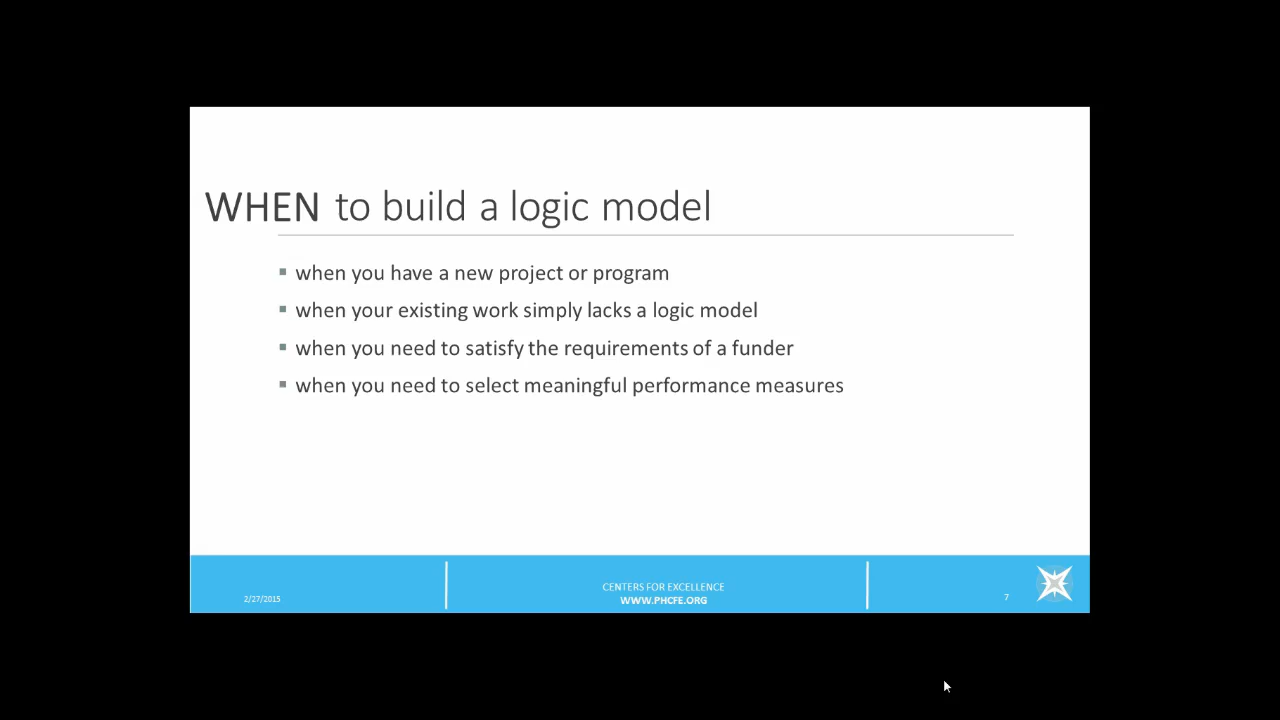 WHEN to build a logic model
▪ when you have a new project or program
▪ when your existing work simply lacks a logic model
▪ when you need to satisfy the requirements of a funder
▪ when you need to select meaningful performance measures
2/27/2015
CENTERS FOR EXCELLENCE
WWW.PHCFE.ORG
7